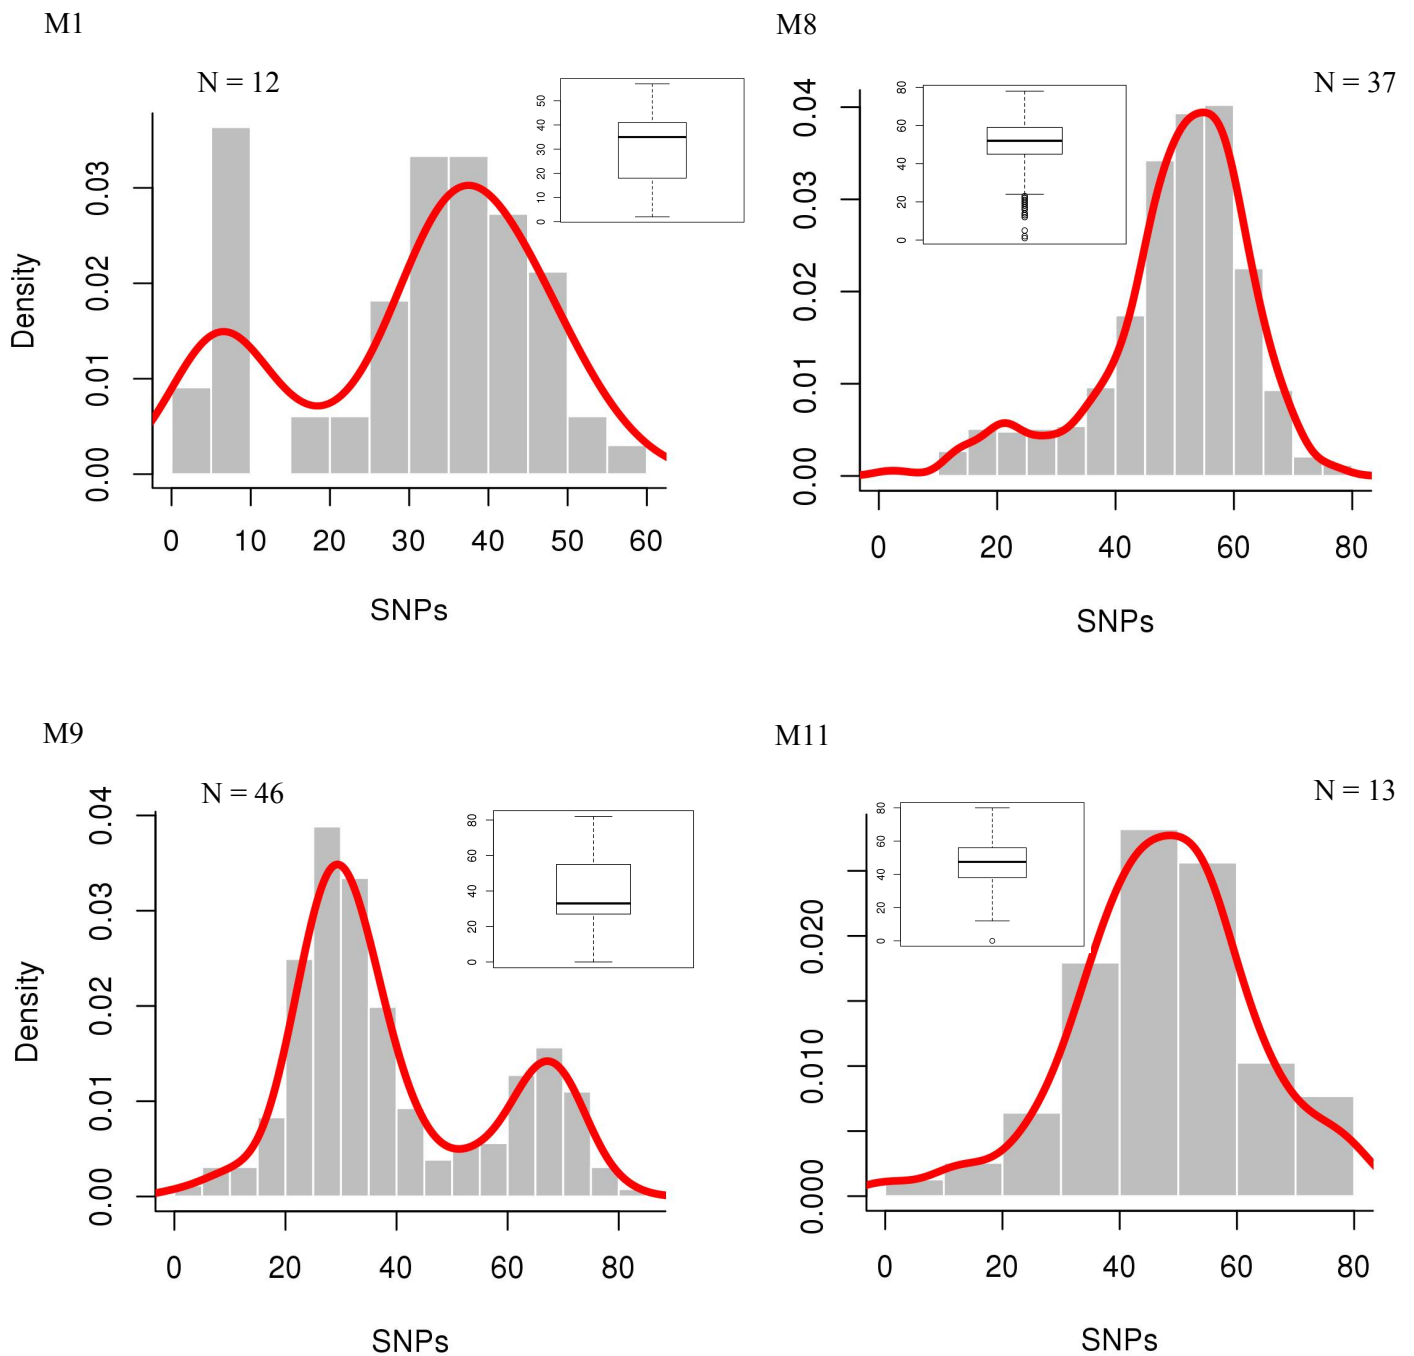 M1
N = 12
Density
0.00 0.01 0.02 0.03
0 10 20 30 40 50 60
SNPs
0 10 20 30 40 50
M8
N = 37
0.00 0.01 0.02 0.03 0.04
0 20 40 60 80
SNPs
0 20 40 60 80
M9
N = 46
Density
0.00 0.01 0.02 0.03 0.04
0 20 40 60 80
SNPs
0 20 40 60 80
M11
N = 13
0.000 0.010 0.020
0 20 40 60 80
SNPs
0 20 40 60 80